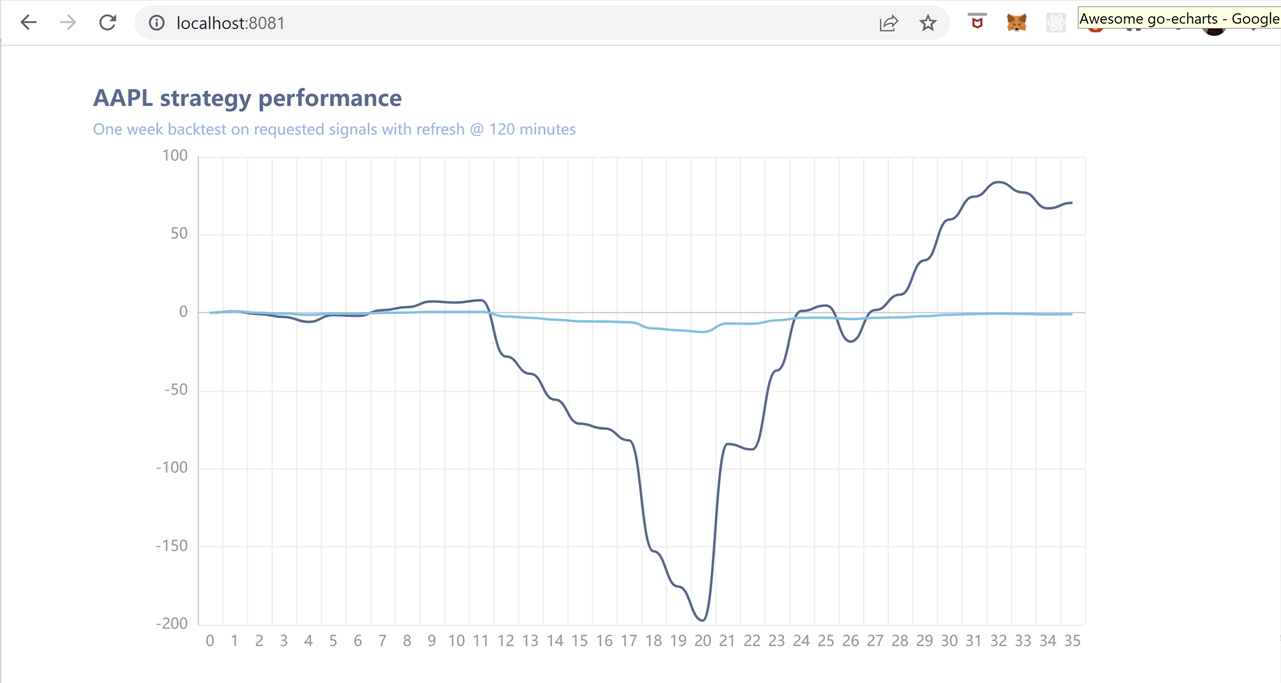 localhost:8081
Awesome go-echarts - Google
AAPL strategy performance
One week backtest on requested signals with refresh @ 120 minutes
100
50
0
-50
-100
-150
-200
0 1 2 3 4 5 6 7 8 9 10 11 12 13 14 15 16 17 18 19 20 21 22 23 24 25 26 27 28 29 30 31 32 33 34 35